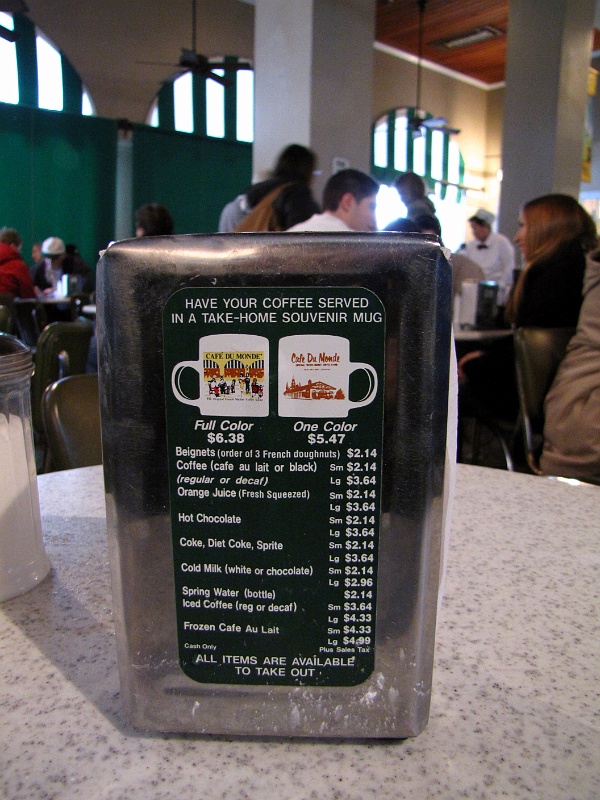 HAVE YOUR COFFEE SERVED
IN A TAKE-HOME SOUVENIR MUG
CAFÉ DU MONDE
Café Du Monde
Full Color One Color
$6.38 $5.47
Beignets (order of 3 French doughnuts) $2.14
Coffee (cafe au lait or black) Sm $2.14
(regular or decaf) Lg $3.64
Orange Juice (Fresh Squeezed) Sm $2.14
Lg $3.64
Hot Chocolate Sm $2.14
Lg $3.64
Coke, Diet Coke, Sprite Sm $2.14
Lg $3.64
Cold Milk (white or chocolate) Sm $2.14
Lg $2.96
Spring Water (bottle) $2.14
Iced Coffee (reg or decaf) Sm $3.64
Lg $4.33
Frozen Cafe Au Lait Sm $4.33
Lg $4.99
Cash Only Plus Sales Tax
ALL ITEMS ARE AVAILABLE
TO TAKE OUT